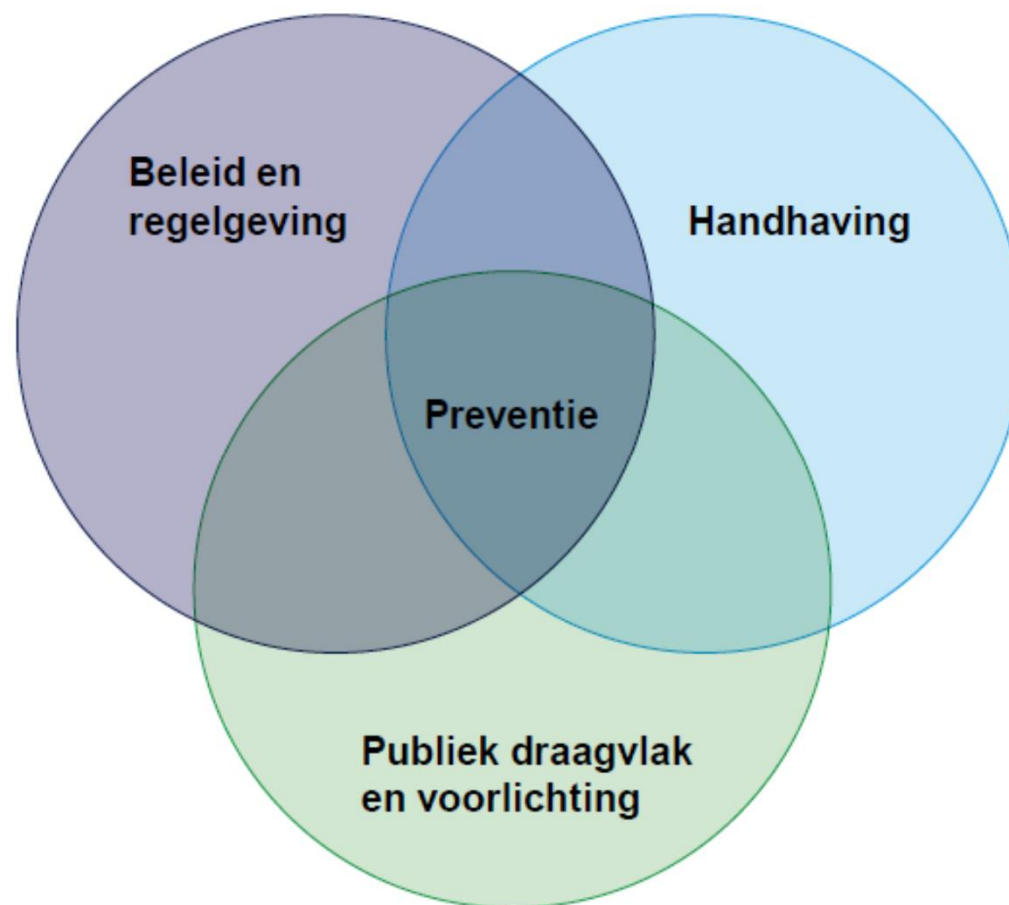 Beleid en
regelgeving
Handhaving
Preventie
Publiek draagvlak
en voorlichting